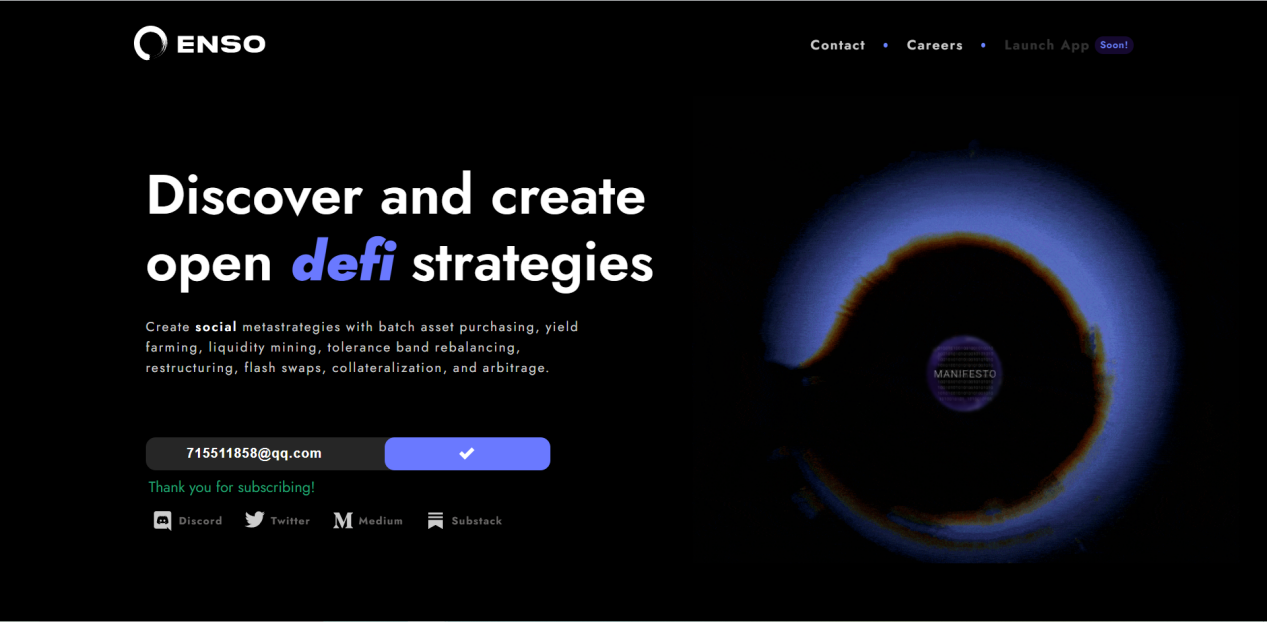 ENSO
Contact • Careers • Launch App Soon!
Discover and create
open defi strategies
Create social metastrategies with batch asset purchasing, yield
farming, liquidity mining, tolerance band rebalancing,
restructuring, flash swaps, collateralization, and arbitrage.
MANIFESTO
715511858@qq.com
Thank you for subscribing!
Discord Twitter Medium Substack